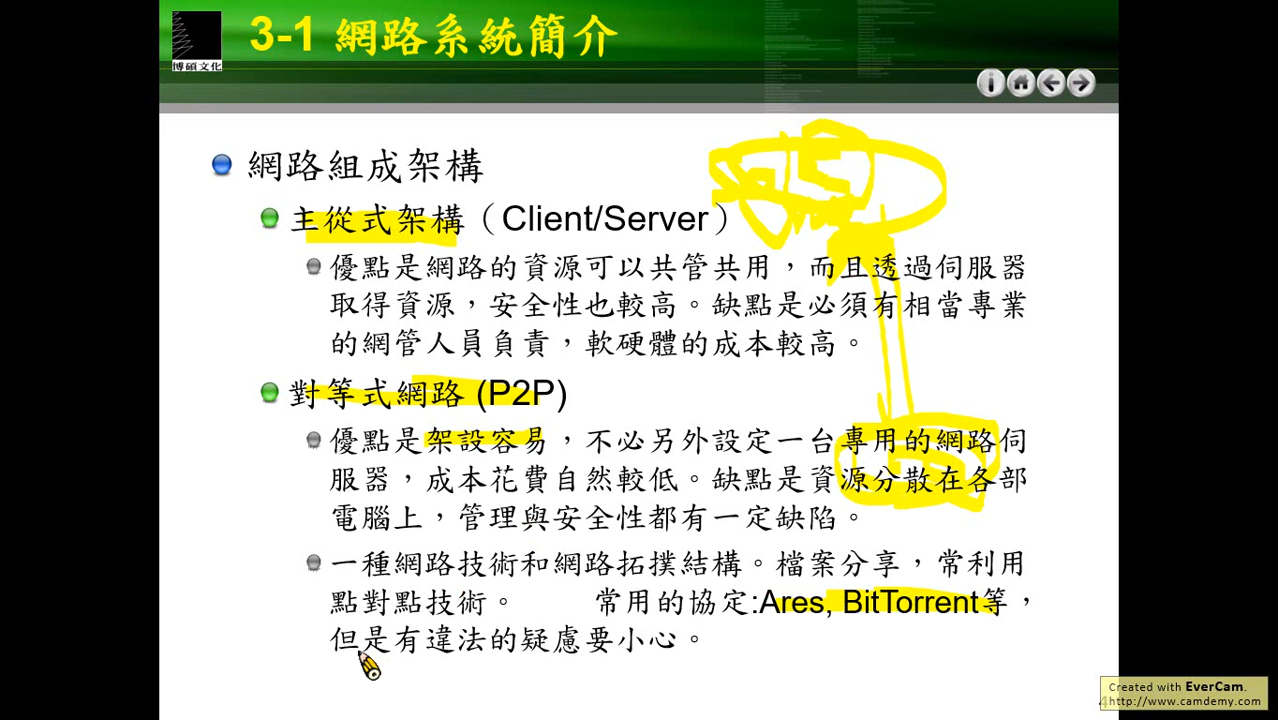 3-1 網路系統簡介
博碩文化
網路組成架構
主從式架構（Client/Server）
優點是網路的資源可以共管共用，而且透過伺服器
取得資源，安全性也較高。缺點是必須有相當專業
的網管人員負責，軟硬體的成本較高。
對等式網路 (P2P)
優點是架設容易，不必另外設定一台專用的網路伺
服器，成本花費自然較低。缺點是資源分散在各部
電腦上，管理與安全性都有一定缺陷。
一種網路技術和網路拓撲結構。檔案分享，常利用
點對點技術。 常用的協定:Ares, BitTorrent等，
但是有違法的疑慮要小心。
Created with EverCam.
4
http://www.camdemy.com